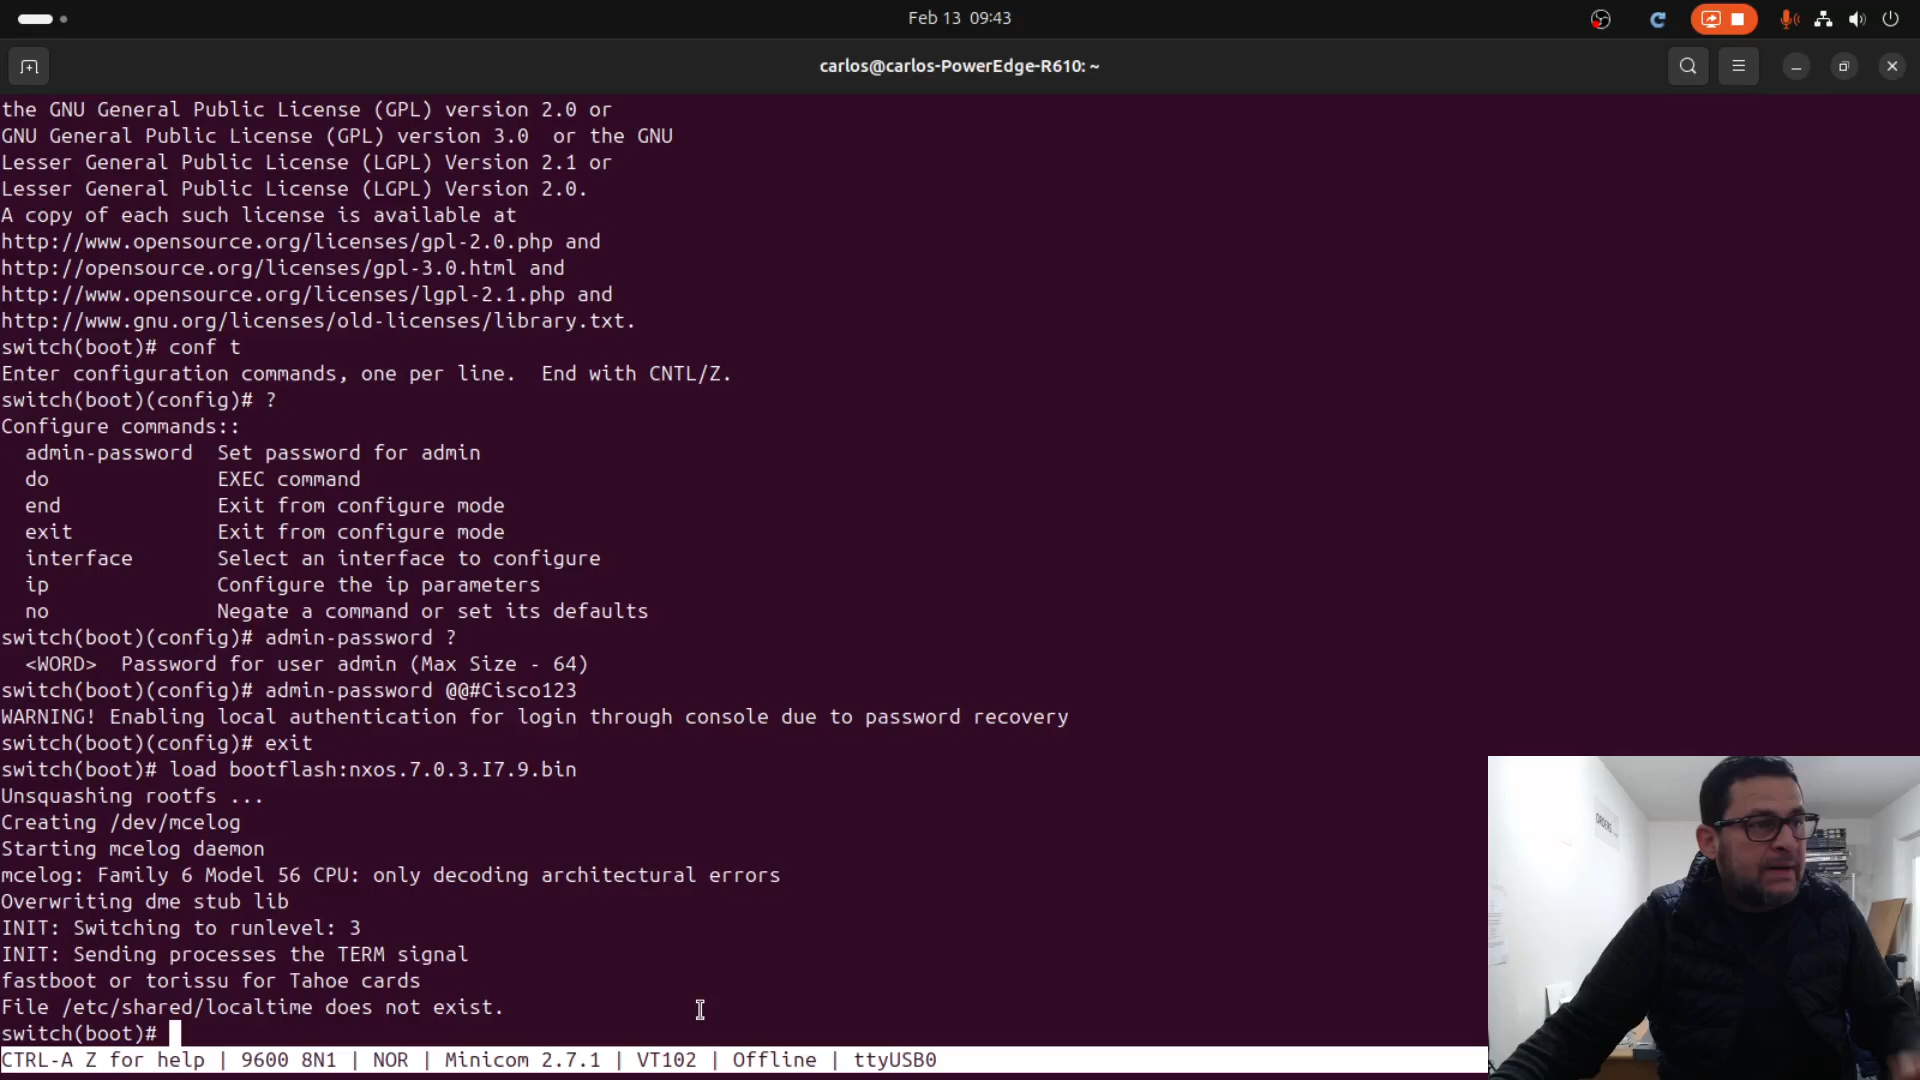 Feb 13 09:43
carlos@carlos-PowerEdge-R610: ~
the GNU General Public License (GPL) version 2.0 or
GNU General Public License (GPL) version 3.0  or the GNU
Lesser General Public License (LGPL) Version 2.1 or
Lesser General Public License (LGPL) Version 2.0.
A copy of each such license is available at
http://www.opensource.org/licenses/gpl-2.0.php and
http://opensource.org/licenses/gpl-3.0.html and
http://www.opensource.org/licenses/lgpl-2.1.php and
http://www.gnu.org/licenses/old-licenses/library.txt.
switch(boot)# conf t
Enter configuration commands, one per line.  End with CNTL/Z.
switch(boot)(config)# ?
Configure commands::
  admin-password  Set password for admin
  do              EXEC command
  end             Exit from configure mode
  exit            Exit from configure mode
  interface       Select an interface to configure
  ip              Configure the ip parameters
  no              Negate a command or set its defaults
switch(boot)(config)# admin-password ?
  <WORD>  Password for user admin (Max Size - 64)
switch(boot)(config)# admin-password @@#Cisco123
WARNING! Enabling local authentication for login through console due to password recovery
switch(boot)(config)# exit
switch(boot)# load bootflash:nxos.7.0.3.I7.9.bin
Unsquashing rootfs ...
Creating /dev/mcelog
Starting mcelog daemon
mcelog: Family 6 Model 56 CPU: only decoding architectural errors
Overwriting dme stub lib
INIT: Switching to runlevel: 3
INIT: Sending processes the TERM signal
fastboot or torissu for Tahoe cards
File /etc/shared/localtime does not exist.
switch(boot)#
CTRL-A Z for help | 9600 8N1 | NOR | Minicom 2.7.1 | VT102 | Offline | ttyUSB0
ORDERS